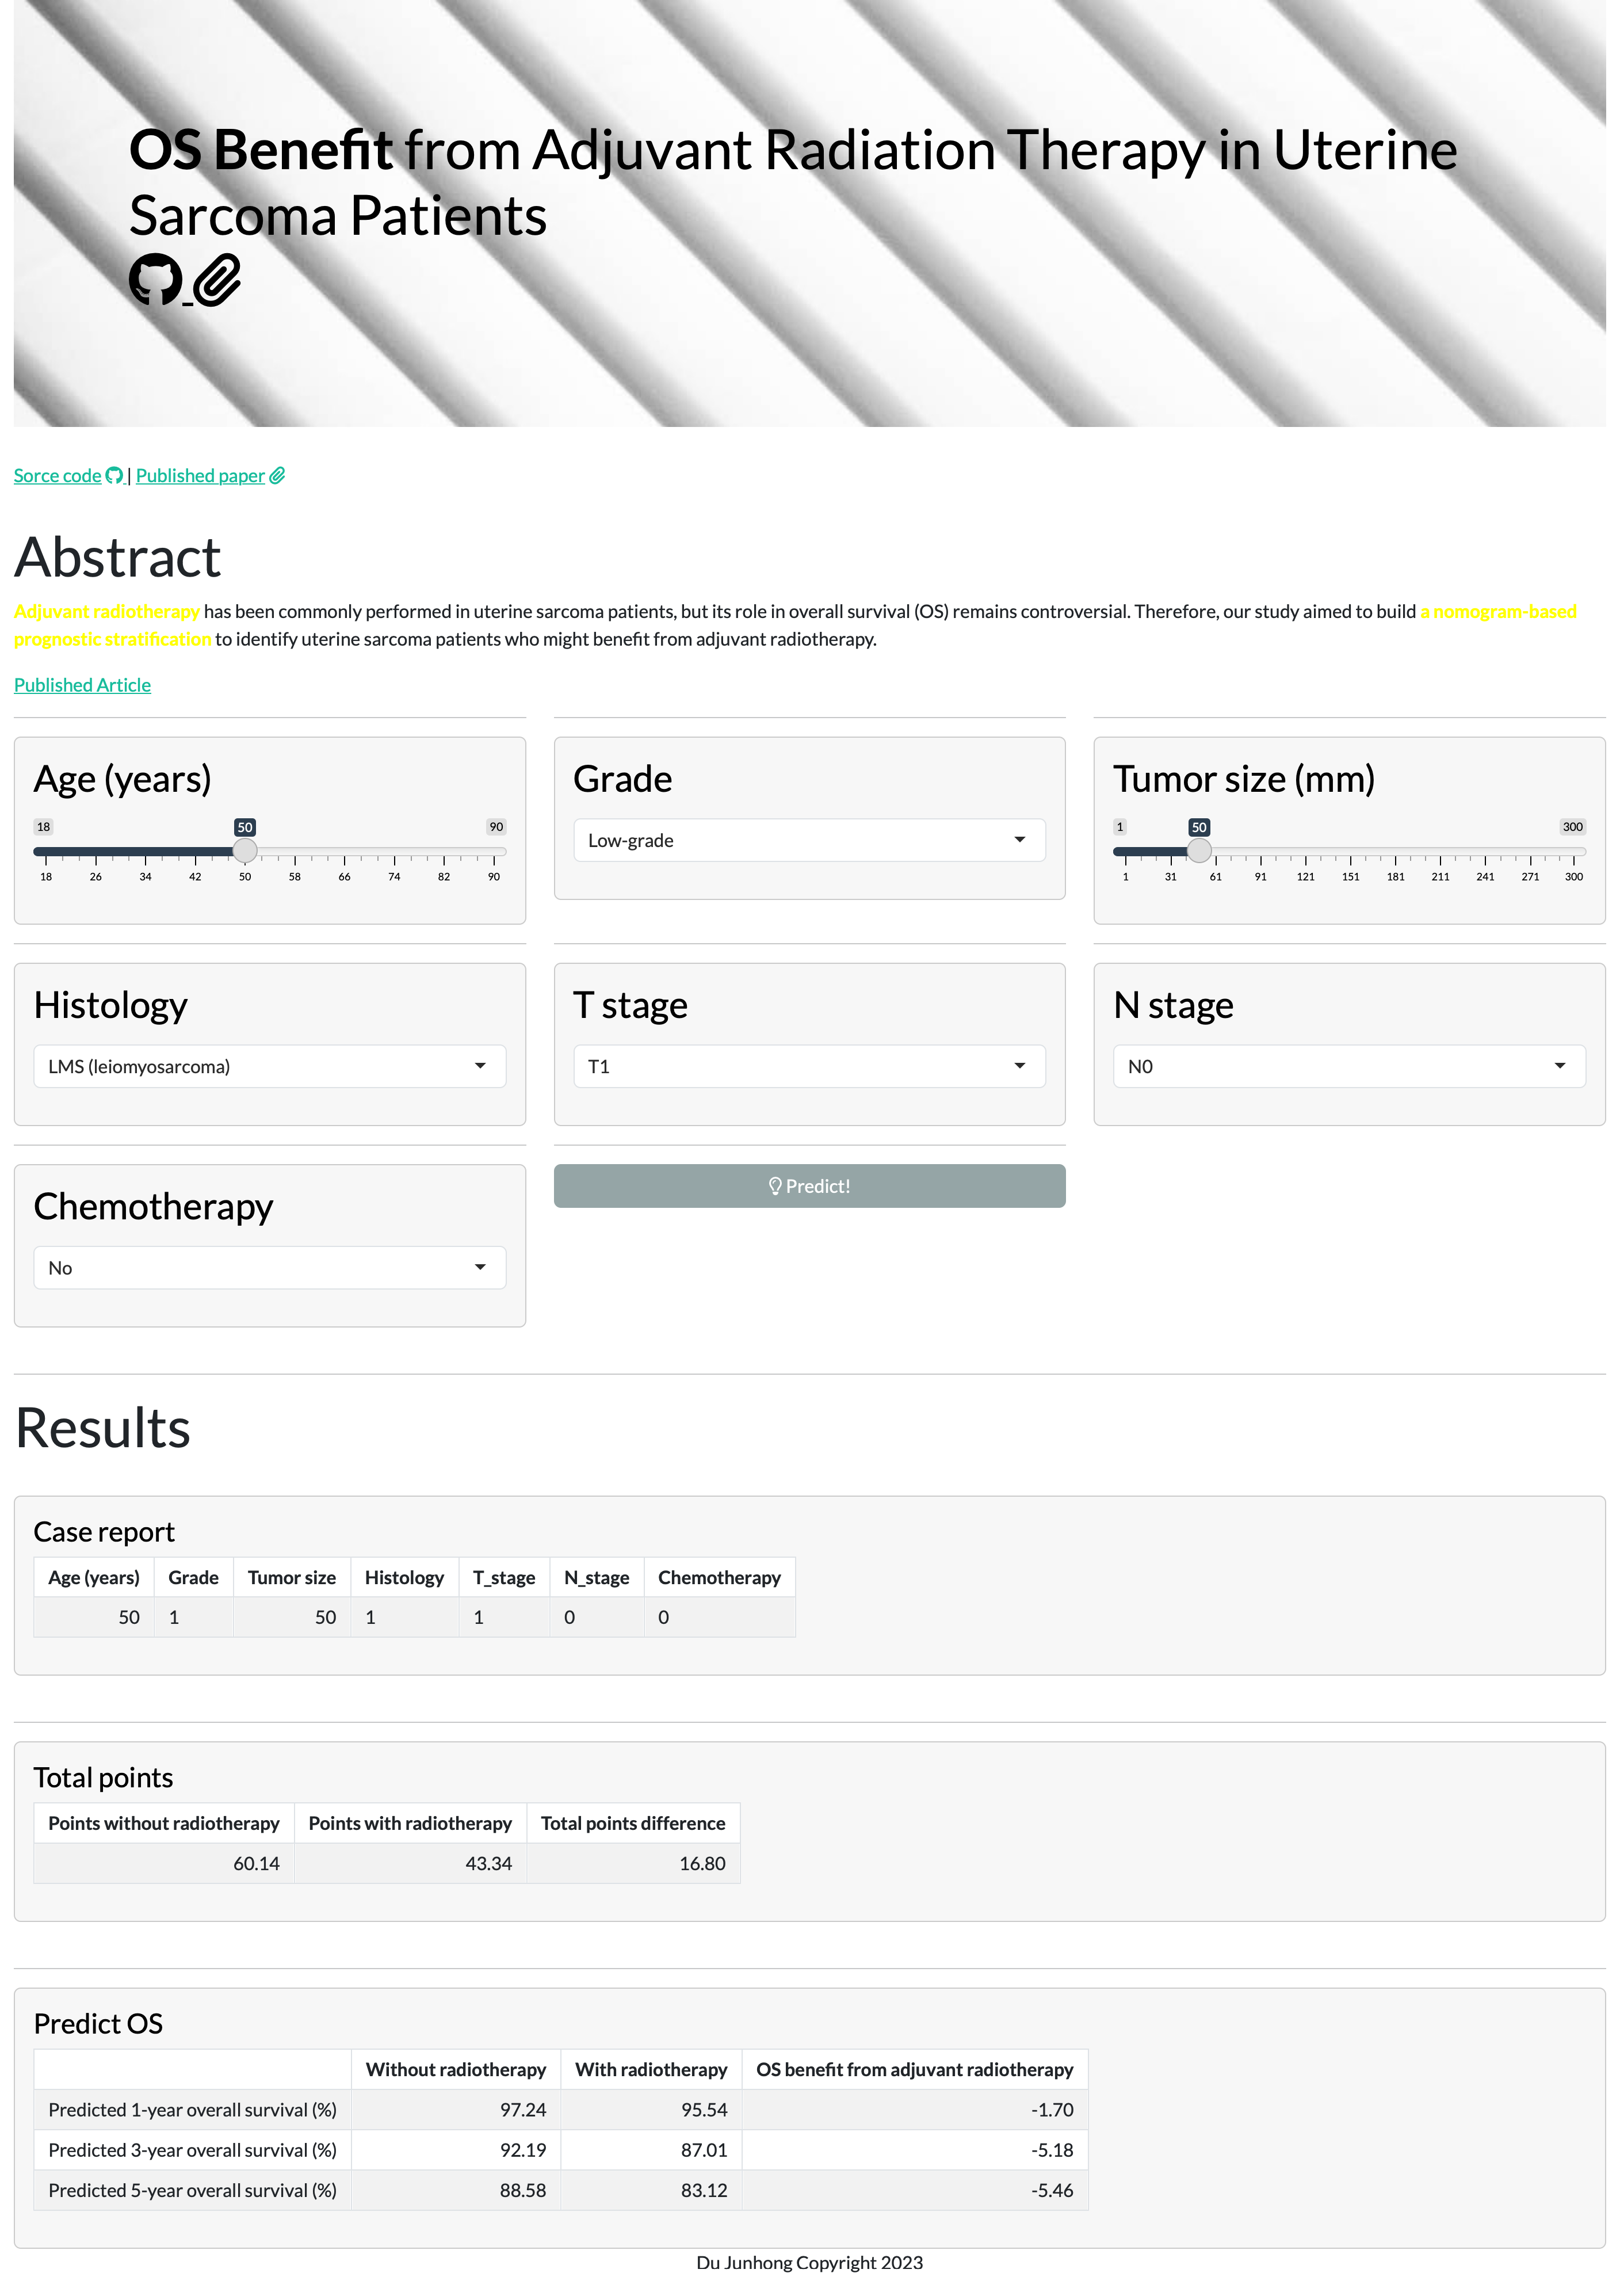 OS Benefit from Adjuvant Radiation Therapy in Uterine
Sarcoma Patients
Sorce code | Published paper
Abstract
Adjuvant radiotherapy has been commonly performed in uterine sarcoma patients, but its role in overall survival (OS) remains controversial. Therefore, our study aimed to build a nomogram-based
prognostic stratification to identify uterine sarcoma patients who might benefit from adjuvant radiotherapy.
Published Article
Age (years)
18 50 90
18 26 34 42 50 58 66 74 82 90
Grade
Low-grade
Tumor size (mm)
1 50 300
1 31 61 91 121 151 181 211 241 271 300
Histology
LMS (leiomyosarcoma)
T stage
T1
N stage
N0
Chemotherapy
No
Predict!
Results
Case report
Age (years) Grade Tumor size Histology T_stage N_stage Chemotherapy
50 1 50 1 1 0 0
Total points
Points without radiotherapy Points with radiotherapy Total points difference
60.14 43.34 16.80
Predict OS
Without radiotherapy With radiotherapy OS benefit from adjuvant radiotherapy
Predicted 1-year overall survival (%) 97.24 95.54 -1.70
Predicted 3-year overall survival (%) 92.19 87.01 -5.18
Predicted 5-year overall survival (%) 88.58 83.12 -5.46
Du Junhong Copyright 2023